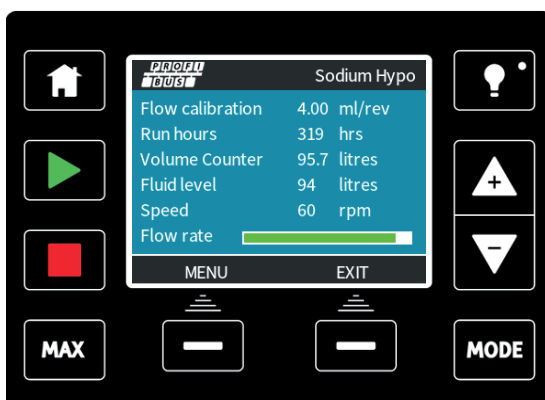 PROFI
BUS
Sodium Hypo
Flow calibration 4.00 ml/rev
Run hours 319 hrs
Volume Counter 95.7 litres
Fluid level 94 litres
Speed 60 rpm
Flow rate
MENU EXIT
+
−
MAX
MODE